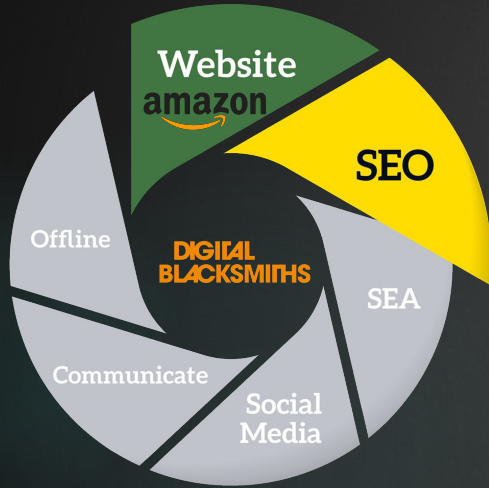 Website
amazon
SEO
Offline
DIGITAL
BLACKSMITHS
SEA
Communicate
Social
Media